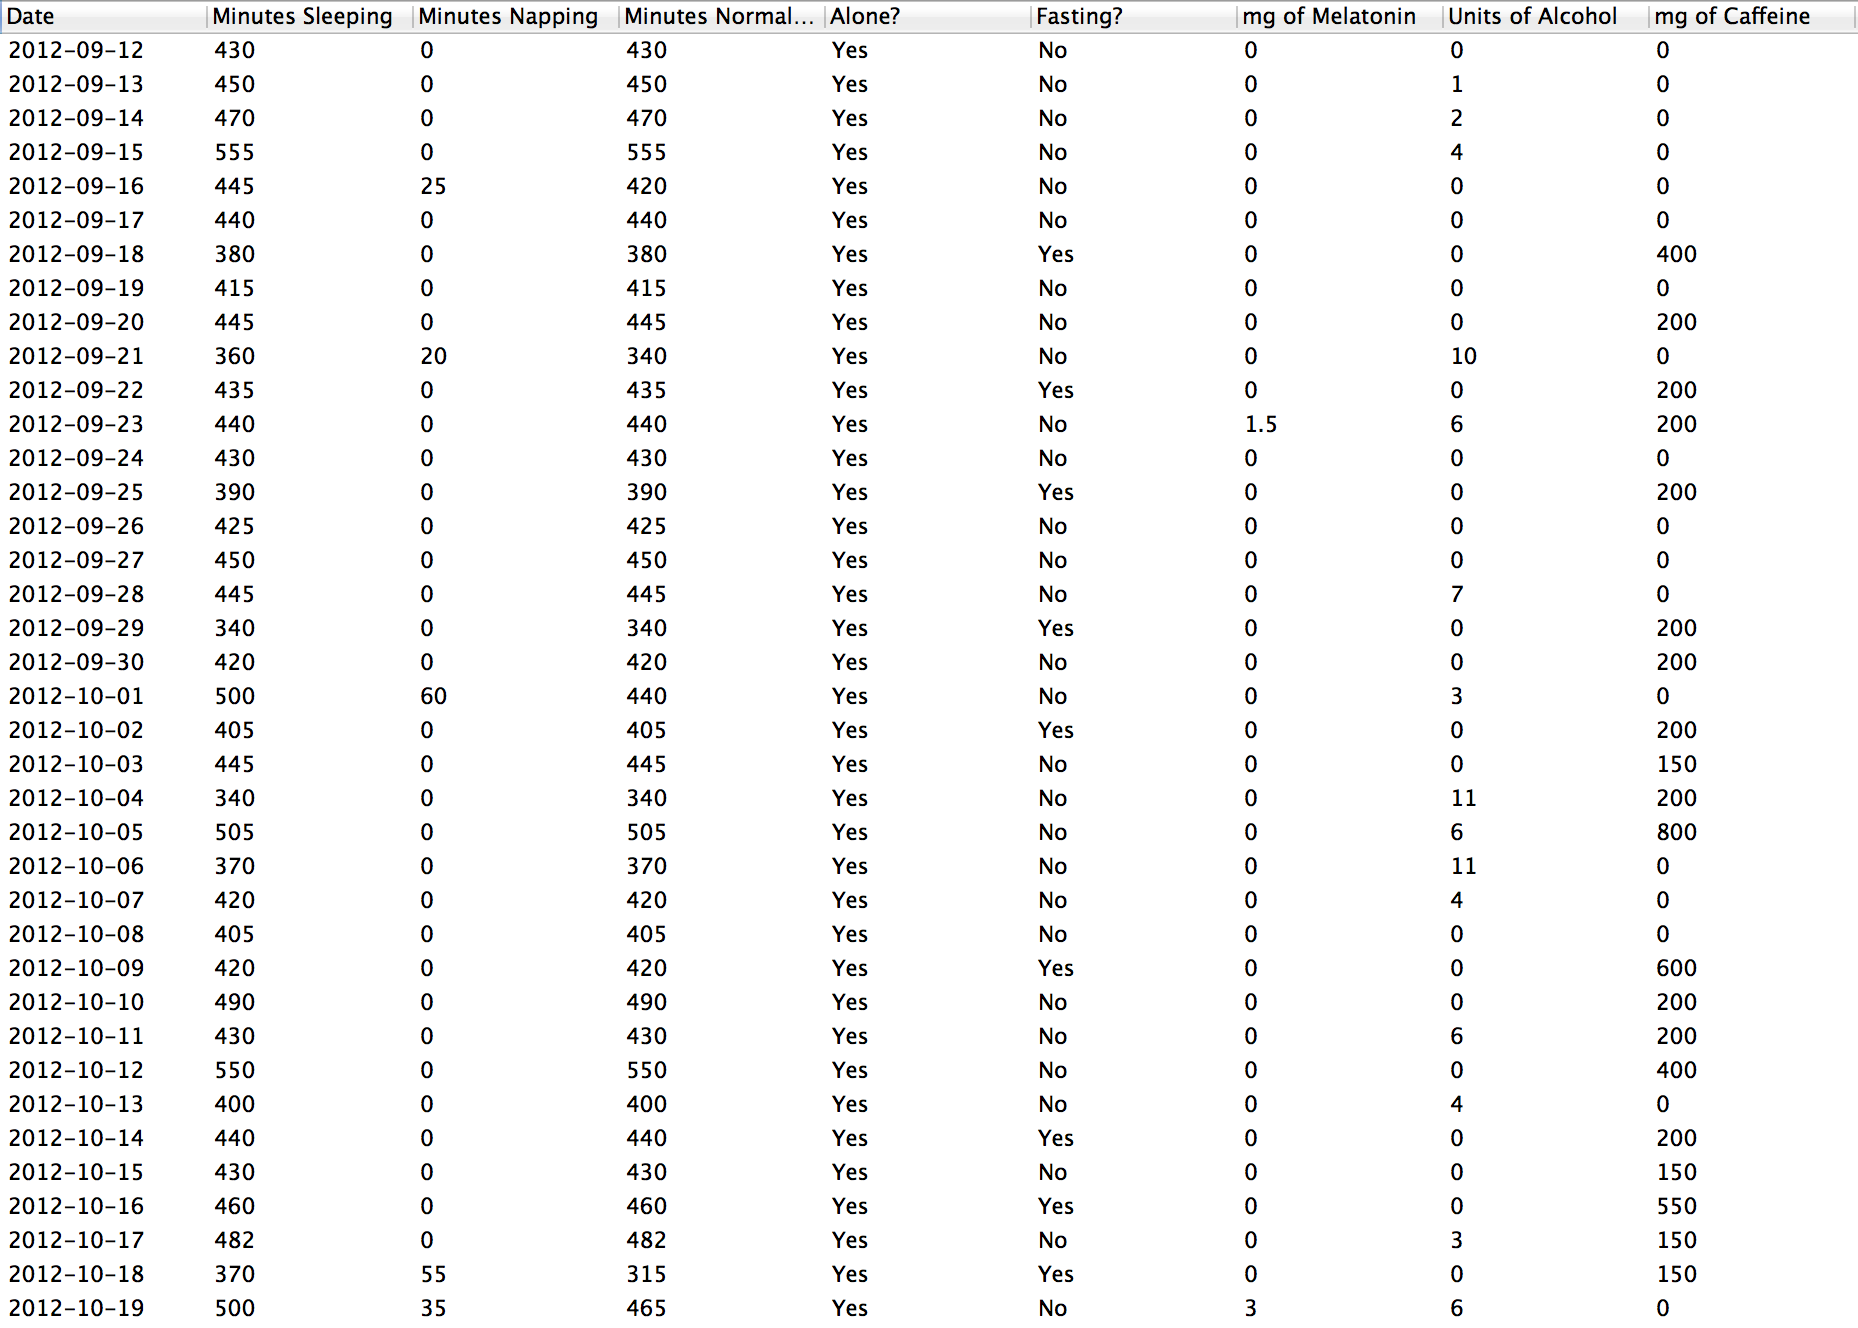 Date Minutes Sleeping Minutes Napping Minutes Normal... Alone? Fasting? mg of Melatonin Units of Alcohol mg of Caffeine
2012-09-12 430 0 430 Yes No 0 0 0
2012-09-13 450 0 450 Yes No 0 1 0
2012-09-14 470 0 470 Yes No 0 2 0
2012-09-15 555 0 555 Yes No 0 4 0
2012-09-16 445 25 420 Yes No 0 0 0
2012-09-17 440 0 440 Yes No 0 0 0
2012-09-18 380 0 380 Yes Yes 0 0 400
2012-09-19 415 0 415 Yes No 0 0 0
2012-09-20 445 0 445 Yes No 0 0 200
2012-09-21 360 20 340 Yes No 0 10 0
2012-09-22 435 0 435 Yes Yes 0 0 200
2012-09-23 440 0 440 Yes No 1.5 6 200
2012-09-24 430 0 430 Yes No 0 0 0
2012-09-25 390 0 390 Yes Yes 0 0 200
2012-09-26 425 0 425 Yes No 0 0 0
2012-09-27 450 0 450 Yes No 0 0 0
2012-09-28 445 0 445 Yes No 0 7 0
2012-09-29 340 0 340 Yes Yes 0 0 200
2012-09-30 420 0 420 Yes No 0 0 200
2012-10-01 500 60 440 Yes No 0 3 0
2012-10-02 405 0 405 Yes Yes 0 0 200
2012-10-03 445 0 445 Yes No 0 0 150
2012-10-04 340 0 340 Yes No 0 11 200
2012-10-05 505 0 505 Yes No 0 6 800
2012-10-06 370 0 370 Yes No 0 11 0
2012-10-07 420 0 420 Yes No 0 4 0
2012-10-08 405 0 405 Yes No 0 0 0
2012-10-09 420 0 420 Yes Yes 0 0 600
2012-10-10 490 0 490 Yes No 0 0 200
2012-10-11 430 0 430 Yes No 0 6 200
2012-10-12 550 0 550 Yes No 0 0 400
2012-10-13 400 0 400 Yes No 0 4 0
2012-10-14 440 0 440 Yes Yes 0 0 200
2012-10-15 430 0 430 Yes No 0 0 150
2012-10-16 460 0 460 Yes Yes 0 0 550
2012-10-17 482 0 482 Yes No 0 3 150
2012-10-18 370 55 315 Yes Yes 0 0 150
2012-10-19 500 35 465 Yes No 3 6 0